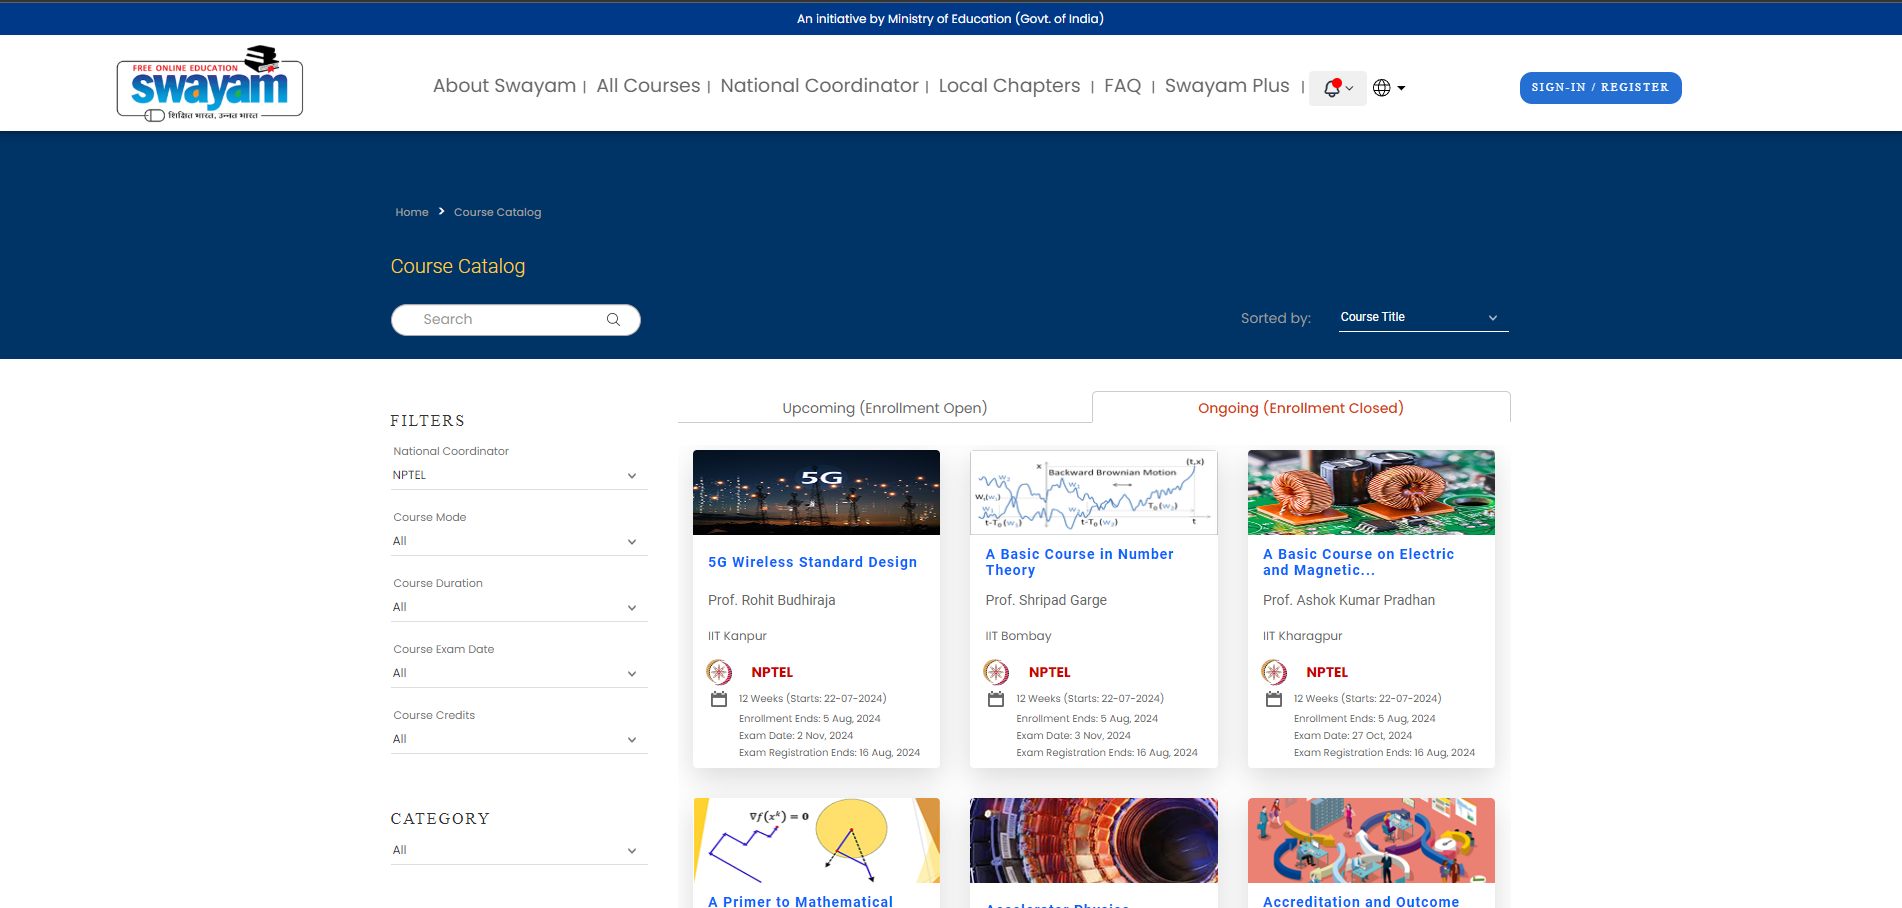 An initiative by Ministry of Education (Govt. of India)
FREE ONLINE EDUCATION
swayam
शिक्षित भारत, उन्नत भारत
About Swayam | All Courses | National Coordinator | Local Chapters | FAQ | Swayam Plus |
SIGN-IN / REGISTER
Home > Course Catalog
Course Catalog
Search
Sorted by: Course Title
FILTERS
National Coordinator
NPTEL
Course Mode
All
Course Duration
All
Course Exam Date
All
Course Credits
All
CATEGORY
All
Upcoming (Enrollment Open)
Ongoing (Enrollment Closed)
5G
5G Wireless Standard Design
Prof. Rohit Budhiraja
IIT Kanpur
NPTEL
12 Weeks (Starts: 22-07-2024)
Enrollment Ends: 5 Aug, 2024
Exam Date: 2 Nov, 2024
Exam Registration Ends: 16 Aug, 2024
x (t,x)
Backward Brownian Motion
t
A Basic Course in Number
Theory
Prof. Shripad Garge
IIT Bombay
NPTEL
12 Weeks (Starts: 22-07-2024)
Enrollment Ends: 5 Aug, 2024
Exam Date: 3 Nov, 2024
Exam Registration Ends: 16 Aug, 2024
A Basic Course on Electric
and Magnetic...
Prof. Ashok Kumar Pradhan
IIT Kharagpur
NPTEL
12 Weeks (Starts: 22-07-2024)
Enrollment Ends: 5 Aug, 2024
Exam Date: 27 Oct, 2024
Exam Registration Ends: 16 Aug, 2024
∇f(xᵏ) = 0
A Primer to Mathematical
Accelerator Physics
Accreditation and Outcome